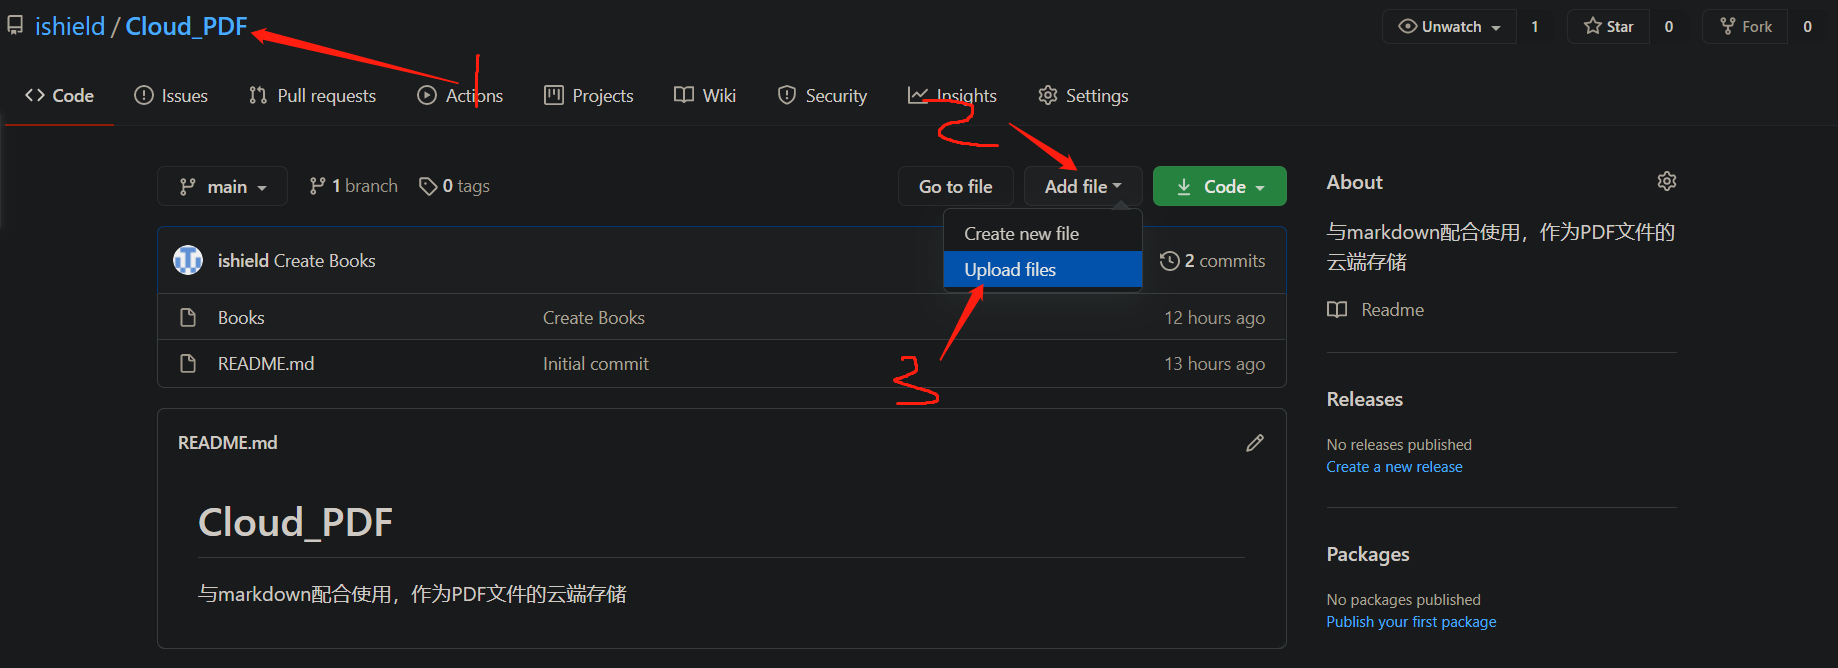 ishield / Cloud_PDF
Unwatch 1 Star 0 Fork 0
1
Code Issues Pull requests Actions Projects Wiki Security Insights Settings
2
main 1 branch 0 tags Go to file Add file Code
Create new file
Upload files
ishield Create Books 2 commits
Books Create Books 12 hours ago
README.md Initial commit 13 hours ago
3
README.md
Cloud_PDF
与markdown配合使用，作为PDF文件的云端存储
About
与markdown配合使用，作为PDF文件的
云端存储
Readme
Releases
No releases published
Create a new release
Packages
No packages published
Publish your first package